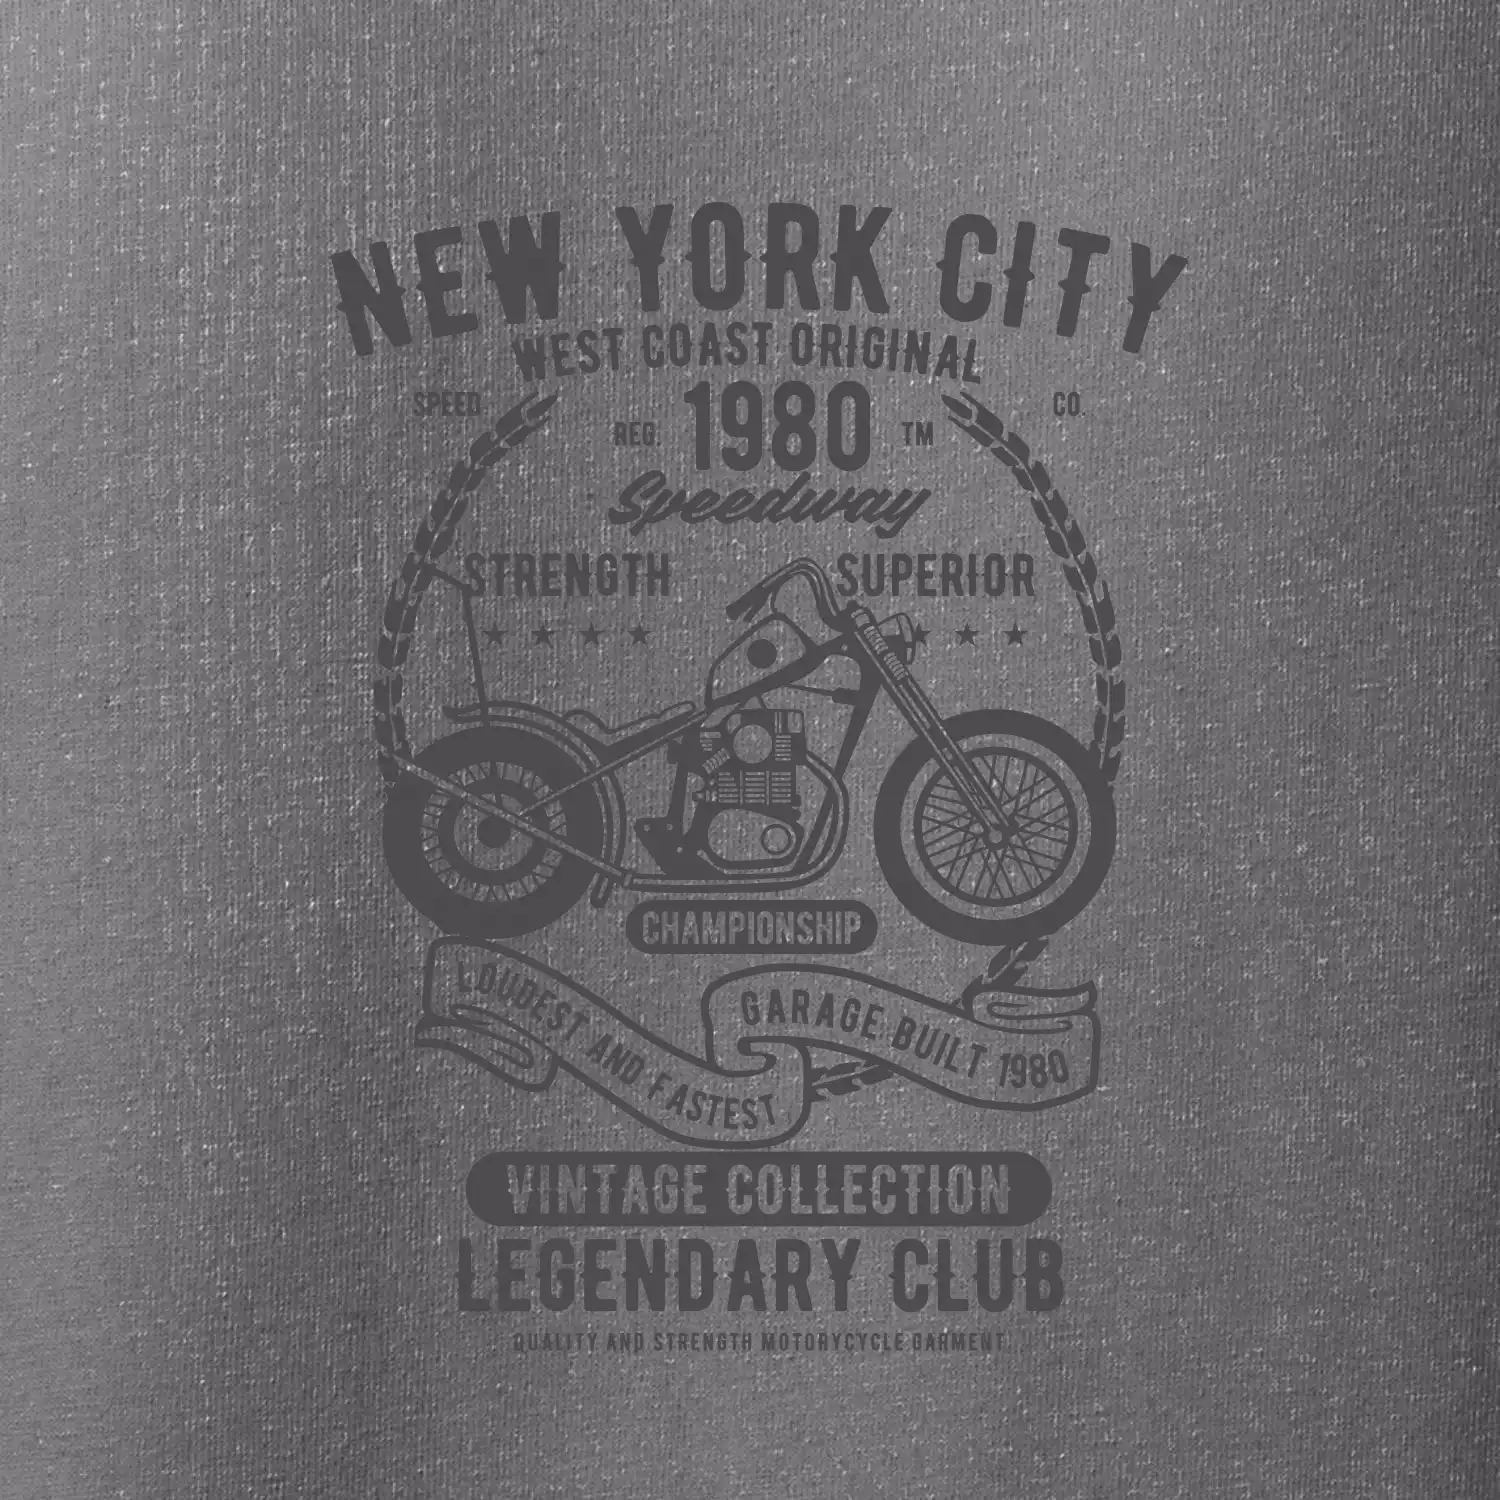 NEW YORK CITY
WEST COAST ORIGINAL
SPEED CO.
REG. 1980 TM
Speedway
STRENGTH SUPERIOR
CHAMPIONSHIP
LOUDEST AND FASTEST
GARAGE BUILT 1980
VINTAGE COLLECTION
LEGENDARY CLUB
QUALITY AND STRENGTH MOTORYCYCLE GARMENT